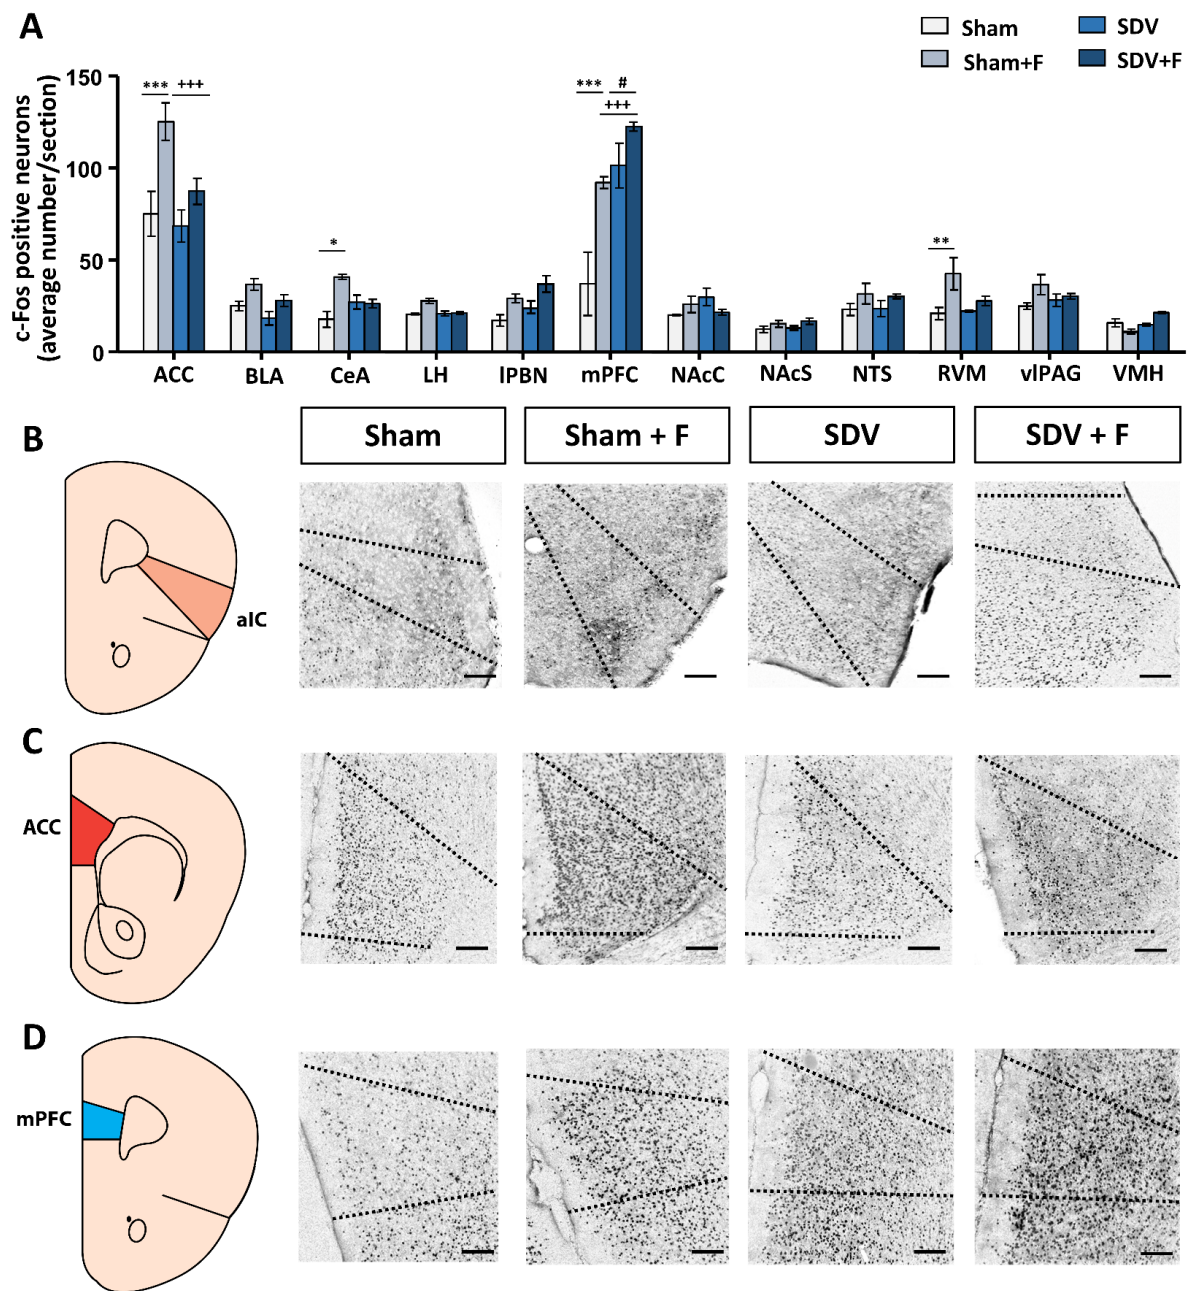 A
Sham
SDV
Sham+F
SDV+F
c-Fos positive neurons
(average number/section)
150
100
50
0
*** +++
*
*** #
+++
**
ACC BLA CeA LH lPBN mPFC NAcC NAcS NTS RVM vlPAG VMH
B
Sham Sham + F SDV SDV + F
aIC
C
ACC
D
mPFC